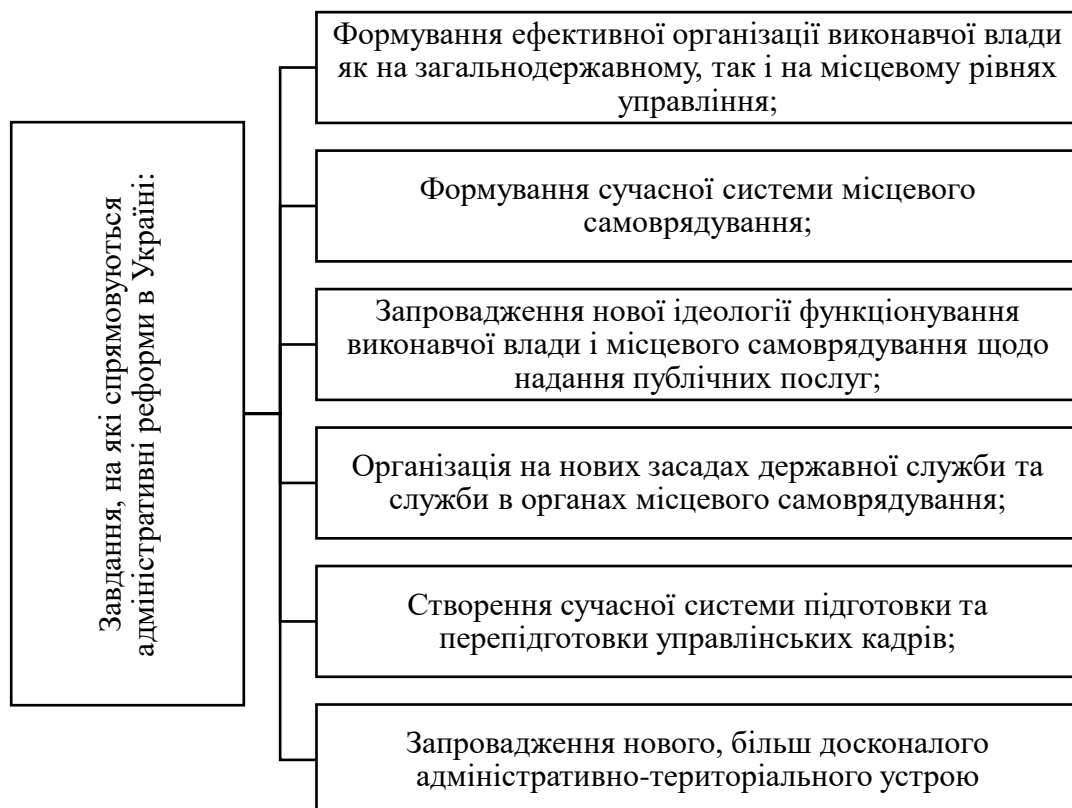 Завдання, на які спрямовуються
адміністративні реформи в Україні:
Формування ефективної організації виконавчої влади
як на загальнодержавному, так і на місцевому рівнях
управління;
Формування сучасної системи місцевого
самоврядування;
Запровадження нової ідеології функціонування
виконавчої влади і місцевого самоврядування щодо
надання публічних послуг;
Організація на нових засадах державної служби та
служби в органах місцевого самоврядування;
Створення сучасної системи підготовки та
перепідготовки управлінських кадрів;
Запровадження нового, більш досконалого
адміністративно-територіального устрою